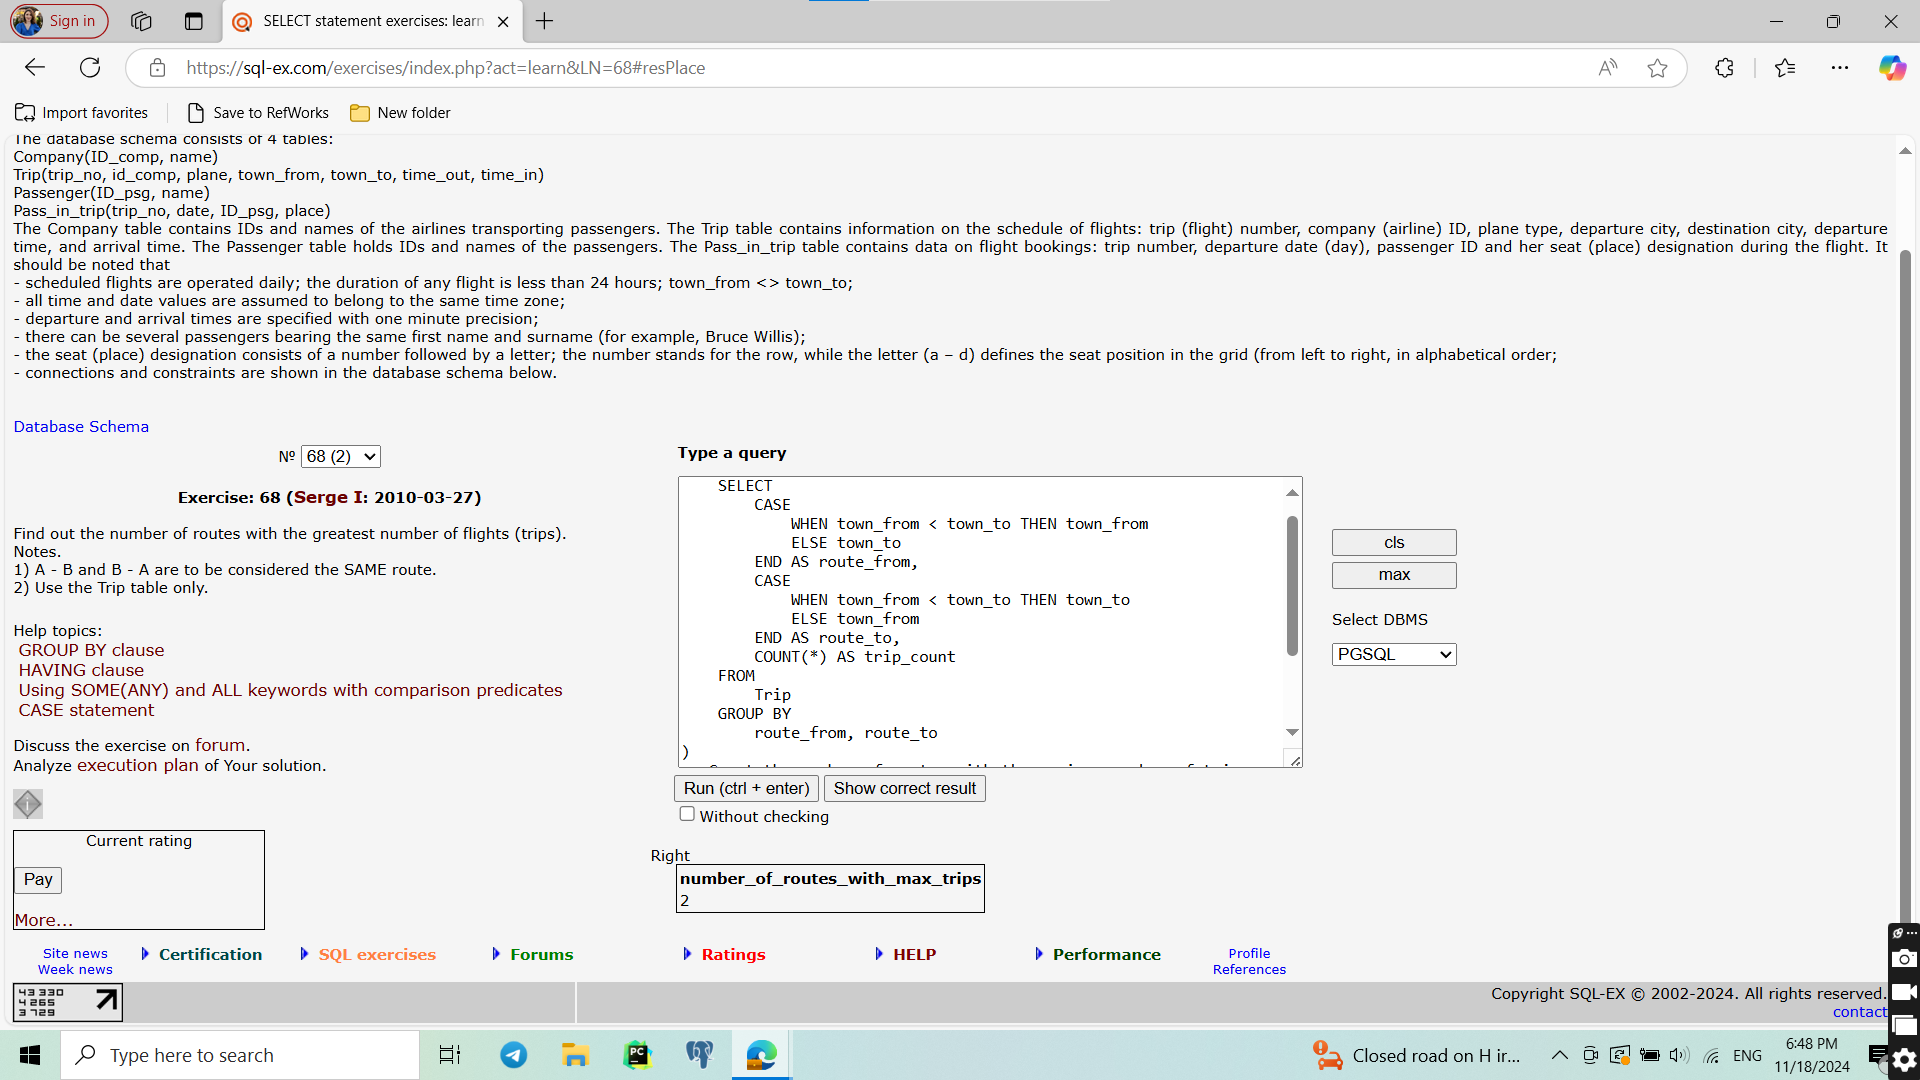 Sign in
SELECT statement exercises: learn
https://sql-ex.com/exercises/index.php?act=learn&LN=68#resPlace
Import favorites
Save to RefWorks
New folder
The database schema consists of 4 tables:
Company(ID_comp, name)
Trip(trip_no, id_comp, plane, town_from, town_to, time_out, time_in)
Passenger(ID_psg, name)
Pass_in_trip(trip_no, date, ID_psg, place)
The Company table contains IDs and names of the airlines transporting passengers. The Trip table contains information on the schedule of flights: trip (flight) number, company (airline) ID, plane type, departure city, destination city, departure
time, and arrival time. The Passenger table holds IDs and names of the passengers. The Pass_in_trip table contains data on flight bookings: trip number, departure date (day), passenger ID and her seat (place) designation during the flight. It
should be noted that
- scheduled flights are operated daily; the duration of any flight is less than 24 hours; town_from <> town_to;
- all time and date values are assumed to belong to the same time zone;
- departure and arrival times are specified with one minute precision;
- there can be several passengers bearing the same first name and surname (for example, Bruce Willis);
- the seat (place) designation consists of a number followed by a letter; the number stands for the row, while the letter (a – d) defines the seat position in the grid (from left to right, in alphabetical order;
- connections and constraints are shown in the database schema below.
Database Schema
№ 68 (2)
Exercise: 68 (Serge I: 2010-03-27)
Find out the number of routes with the greatest number of flights (trips).
Notes.
1) A - B and B - A are to be considered the SAME route.
2) Use the Trip table only.
Help topics:
GROUP BY clause
HAVING clause
Using SOME(ANY) and ALL keywords with comparison predicates
CASE statement
Discuss the exercise on forum.
Analyze execution plan of Your solution.
Current rating
Pay
More...
Type a query
SELECT
CASE
WHEN town_from < town_to THEN town_from
ELSE town_to
END AS route_from,
CASE
WHEN town_from < town_to THEN town_to
ELSE town_from
END AS route_to,
COUNT(*) AS trip_count
FROM
Trip
GROUP BY
route_from, route_to
)
cls
max
Select DBMS
PGSQL
Run (ctrl + enter)
Show correct result
Without checking
Right
number_of_routes_with_max_trips
2
Site news
Week news
Certification
SQL exercises
Forums
Ratings
HELP
Performance
Profile
References
43 330
4 265
3 729
Copyright SQL-EX © 2002-2024. All rights reserved.
contact
Type here to search
PC
Closed road on H ir...
ENG
6:48 PM
11/18/2024